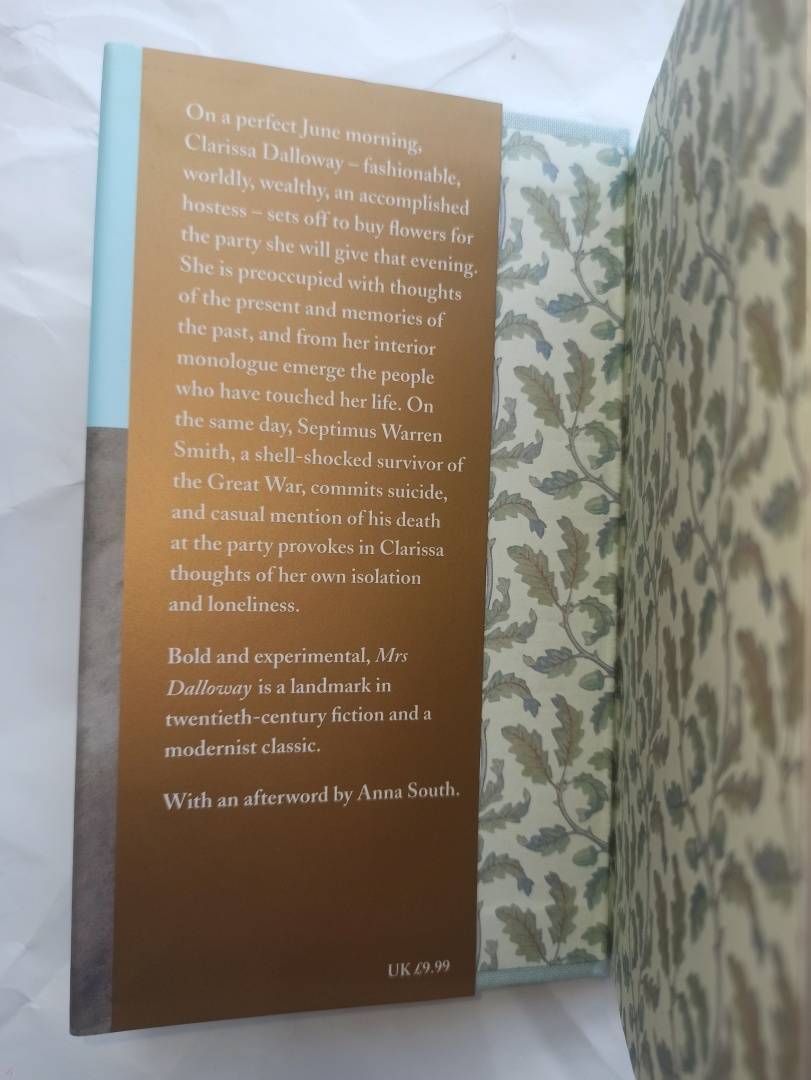 On a perfect June morning,
Clarissa Dalloway – fashionable,
worldly, wealthy, an accomplished
hostess – sets off to buy flowers for
the party she will give that evening.
She is preoccupied with thoughts
of the present and memories of
the past, and from her interior
monologue emerge the people
who have touched her life. On
the same day, Septimus Warren
Smith, a shell-shocked survivor of
the Great War, commits suicide,
and casual mention of his death
at the party provokes in Clarissa
thoughts of her own isolation
and loneliness.
Bold and experimental, Mrs
Dalloway is a landmark in
twentieth-century fiction and a
modernist classic.
With an afterword by Anna South.
UK £9.99